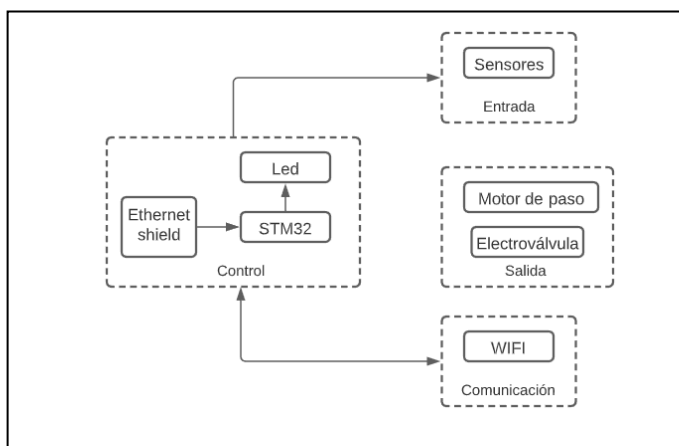 Sensores
Entrada
Led
Ethernet
shield
STM32
Control
Motor de paso
Electroválvula
Salida
WIFI
Comunicación